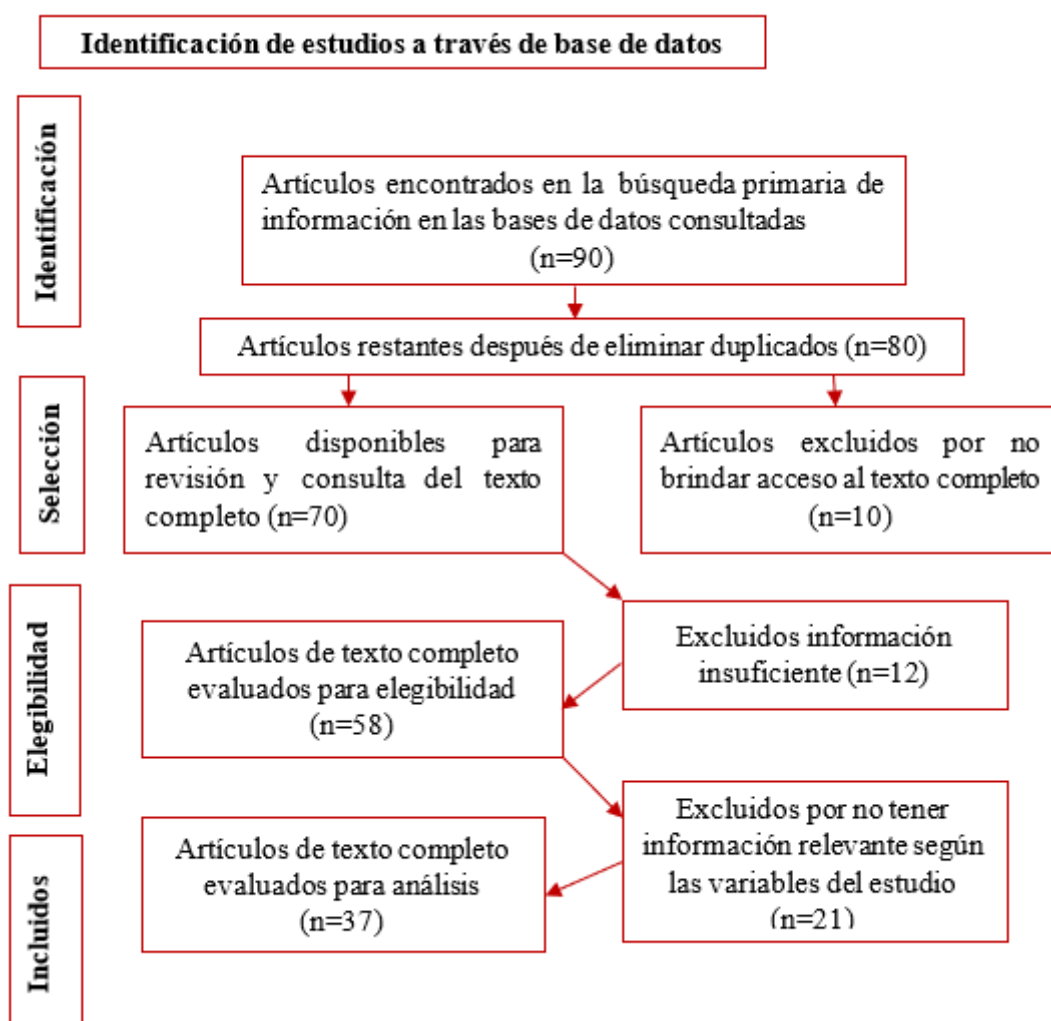 Identificación de estudios a través de base de datos
Identificación
Artículos encontrados en la búsqueda primaria de
información en las bases de datos consultadas
(n=90)
Artículos restantes después de eliminar duplicados (n=80)
Selección
Artículos disponibles para
revisión y consulta del texto
completo (n=70)
Artículos excluidos por no
brindar acceso al texto completo
(n=10)
Elegibilidad
Excluidos información
insuficiente (n=12)
Artículos de texto completo
evaluados para elegibilidad
(n=58)
Excluidos por no tener
información relevante según
las variables del estudio
(n=21)
Incluidos
Artículos de texto completo
evaluados para análisis
(n=37)